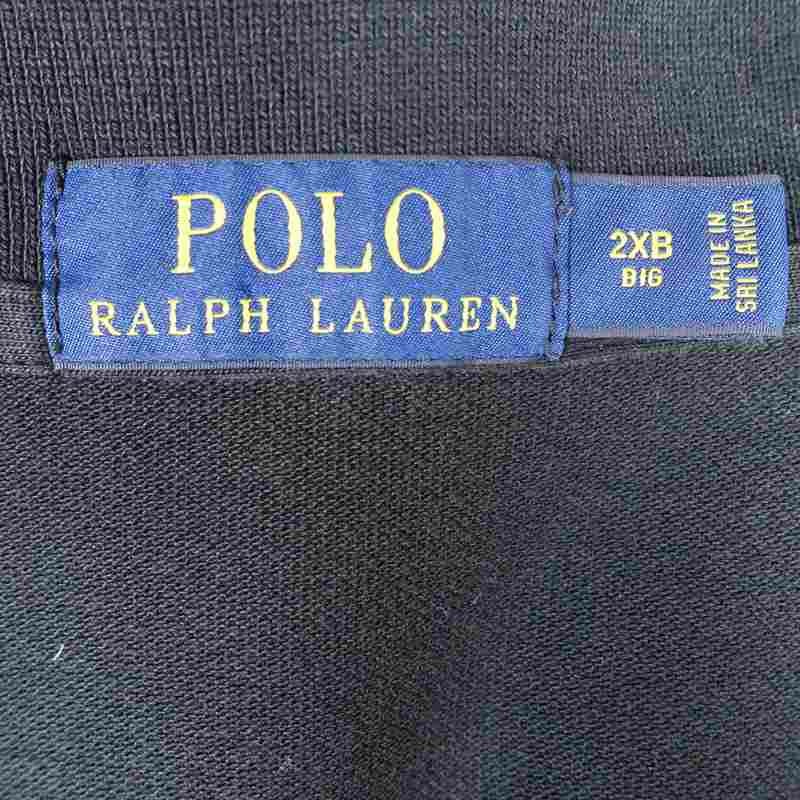 POLO
RALPH LAUREN
2XB
BIG
MADE IN
SRI LANKA